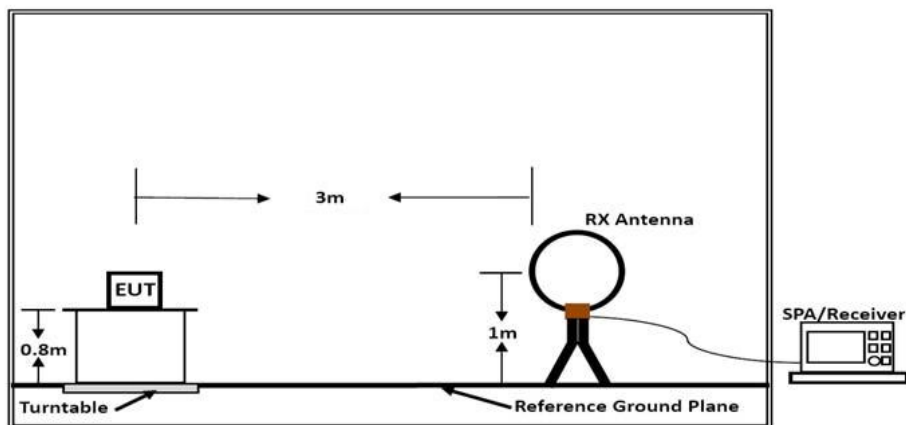 3m
RX Antenna
EUT
SPA/Receiver
0.8m
1m
Turntable
Reference Ground Plane